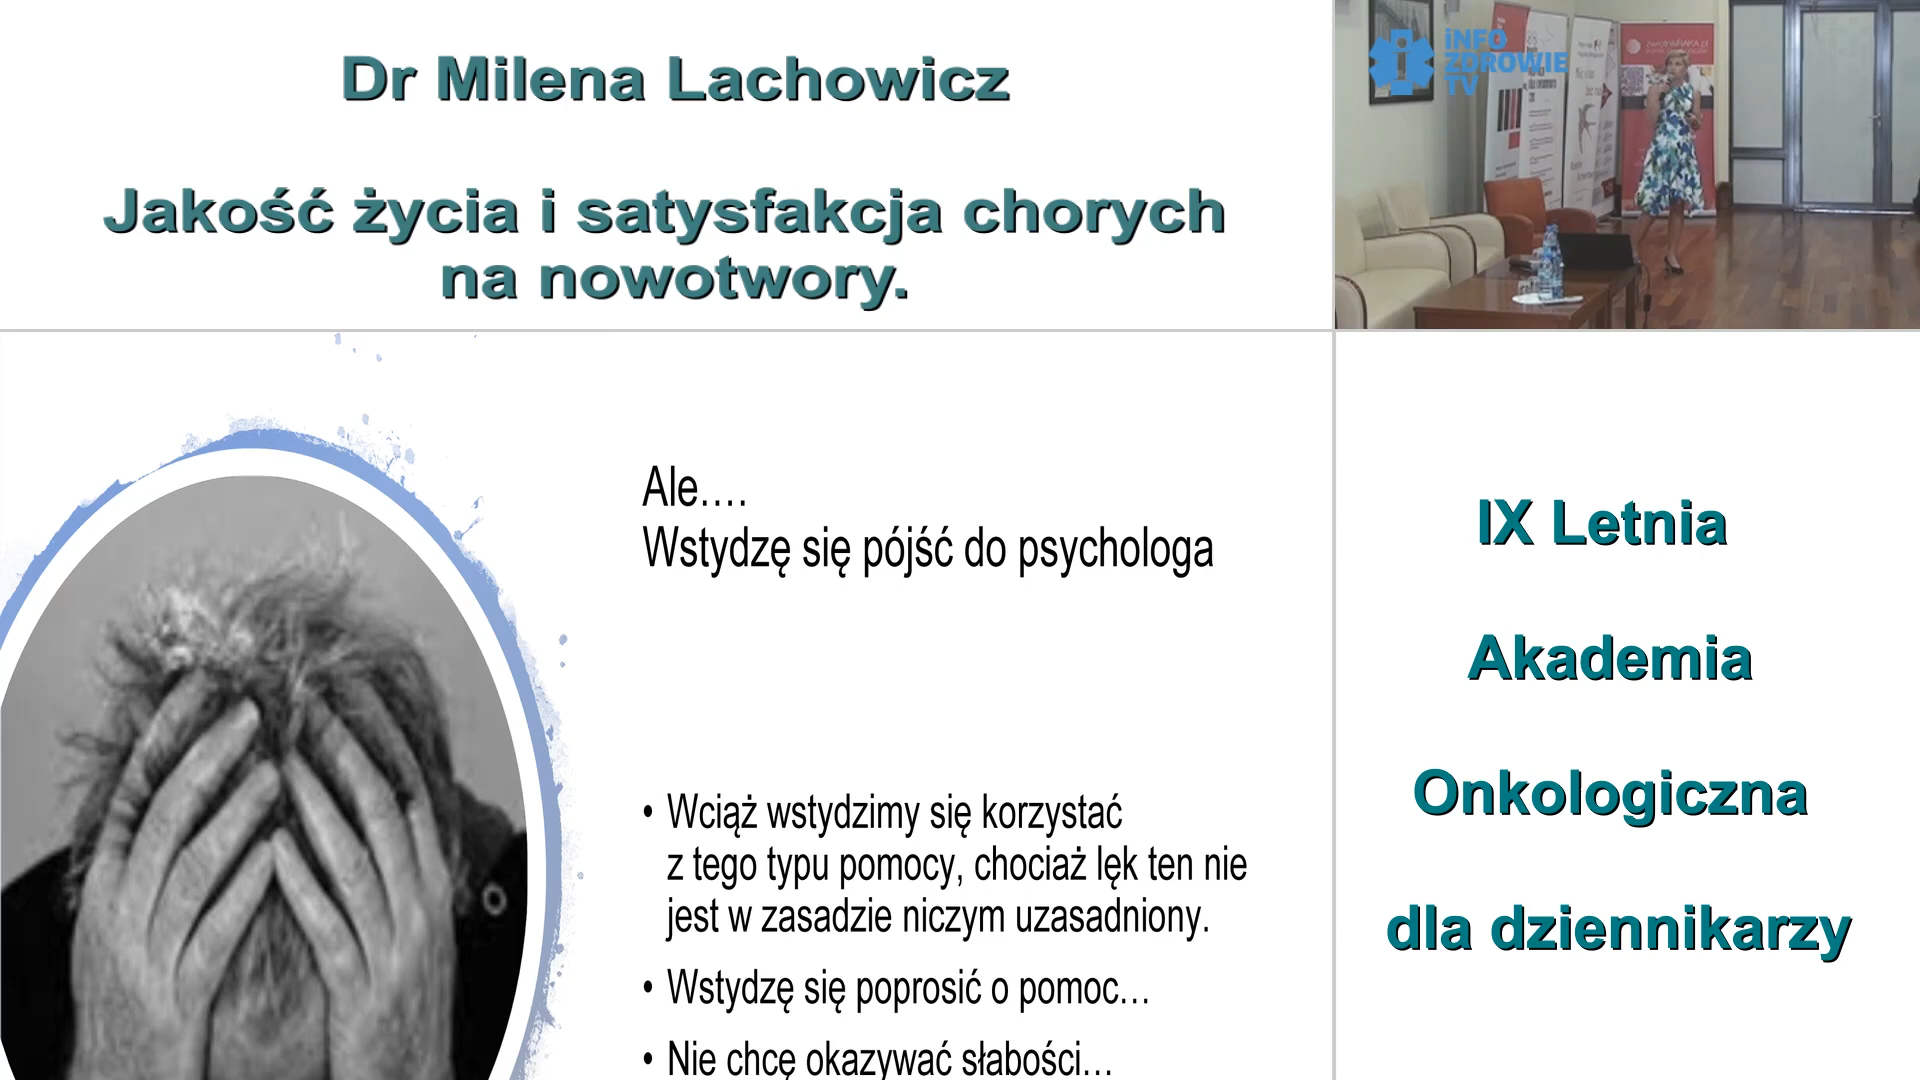 Dr Milena Lachowicz
Jakość życia i satysfakcja chorych
na nowotwory.
iNFO
ZDROWIE
TV
Ale....
Wstydzę się pójść do psychologa
• Wciąż wstydzimy się korzystać
z tego typu pomocy, chociaż lęk ten nie
jest w zasadzie niczym uzasadniony.
• Wstydzę się poprosić o pomoc...
• Nie chcę okazywać słabości...
IX Letnia
Akademia
Onkologiczna
dla dziennikarzy